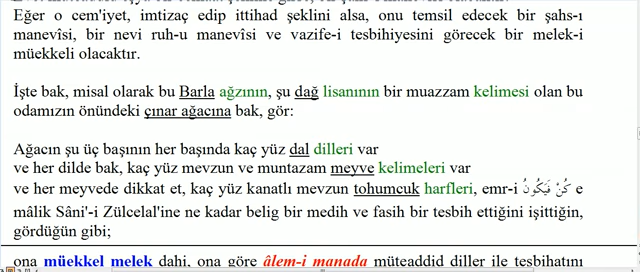 Eğer o cem'iyet, imtizaç edip ittihad şeklini alsa, onu temsil edecek bir şahs-ı
manevîsi, bir nevi ruh-u manevîsi ve vazife-i tesbihiyesini görecek bir melek-i
müekkeli olacaktır.
İşte bak, misal olarak bu Barla ağzının, şu dağ lisanının bir muazzam kelimesi olan bu
odamızın önündeki çınar ağacına bak, gör:
Ağacın şu üç başının her başında kaç yüz dal dilleri var
ve her dilde bak, kaç yüz mevzun ve muntazam meyve kelimeleri var
ve her meyvede dikkat et, kaç yüz kanatlı mevzun tohumcuk harfleri, emr-i كُنْ فَيَكُونُ e
mâlik Sâni'-i Zülcelal'ine ne kadar belig bir medih ve fasih bir tesbih ettiğini işittiğin,
gördüğün gibi;
ona müekkel melek dahi, ona göre âlem-i manada müteaddid diller ile tesbihatını